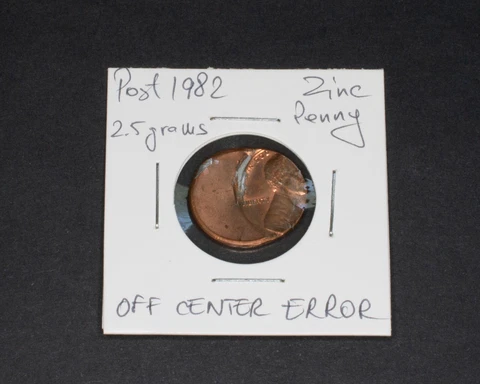 Post 1982 Zinc
2.5 grams Penny
OFF CENTER ERROR